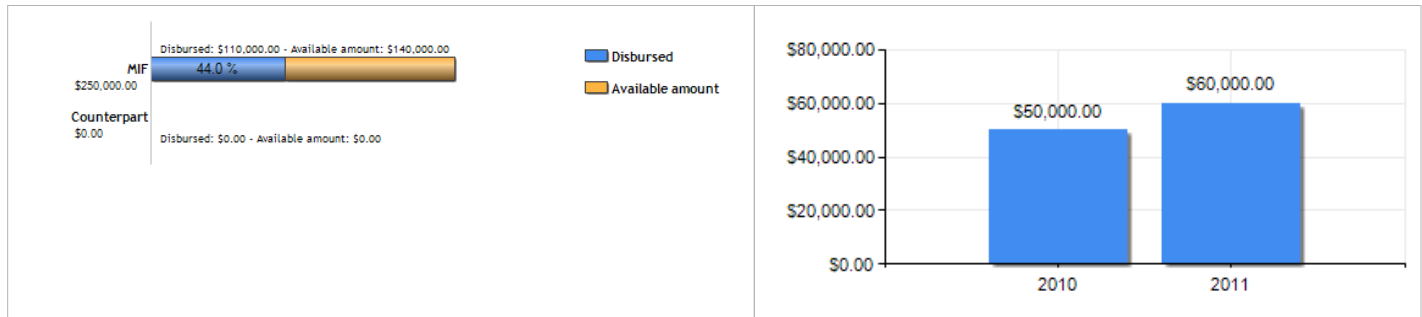 Disbursed: $110,000.00 - Available amount: $140,000.00
MIF
44.0 %
$250,000.00
Counterpart
$0.00
Disbursed: $0.00 - Available amount: $0.00
Disbursed
Available amount
$80,000.00
$60,000.00
$40,000.00
$20,000.00
$0.00
$50,000.00
$60,000.00
2010
2011